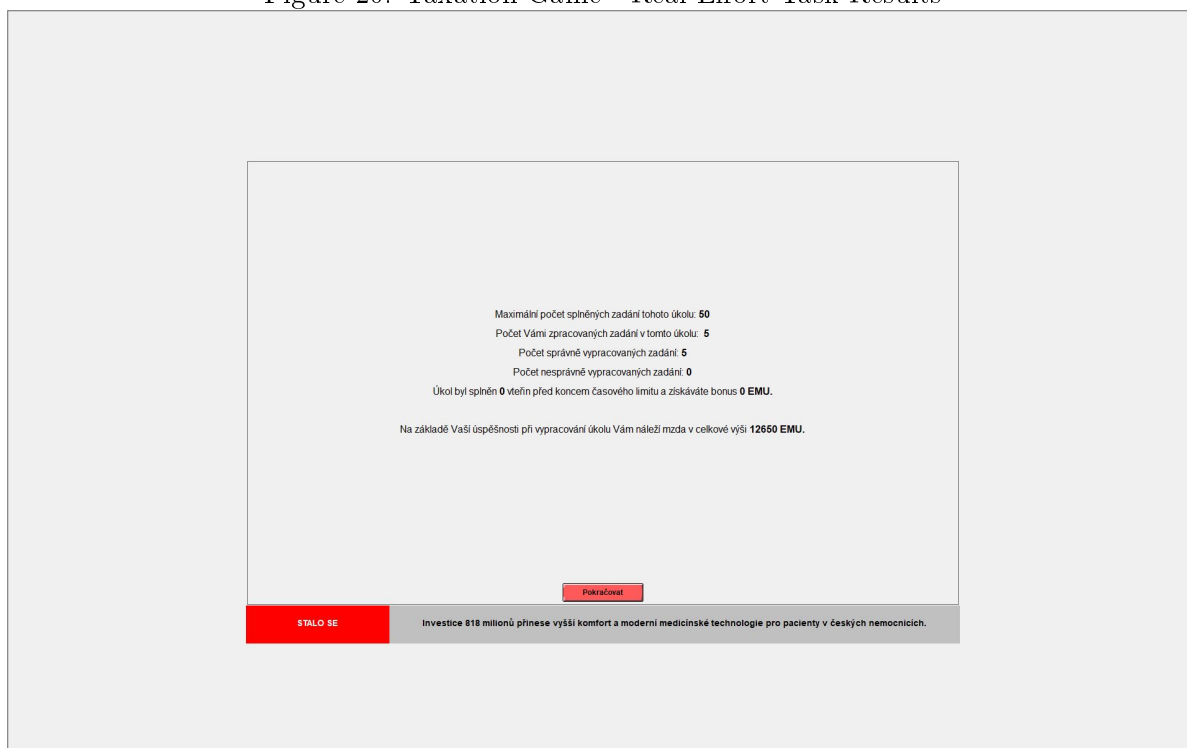 Taxation Game - Real Effort Task Results
Maximální počet splněných zadání tohoto úkolu: 50
Počet Vámi zpracovaných zadání v tomto úkolu: 5
Počet správně vypracovaných zadání: 5
Počet nesprávně vypracovaných zadání: 0
Úkol byl splněn 0 vteřin před koncem časového limitu a získáváte bonus 0 EMU.
Na základě Vaší úspěšnosti při vypracování úkolu Vám náleží mzda v celkové výši 12650 EMU.
Pokračovat
STALO SE
Investice 818 milionů přinese vyšší komfort a moderní medicínské technologie pro pacienty v českých nemocnicích.